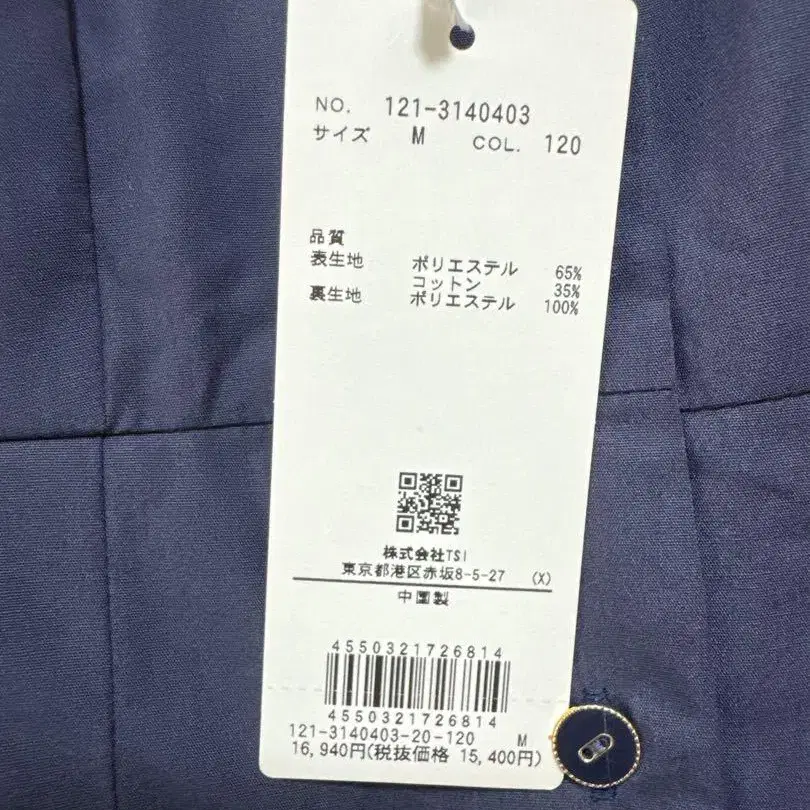 NO. 121-3140403
サイズ M COL. 120
品質
表生地 ポリエステル 65%
コットン 35%
裏生地 ポリエステル 100%
株式会社TSI
東京都港区赤坂8-5-27 (X)
中国製
4550321726814
4550321726814
121-3140403-20-120 M
16,940円(税抜価格 15,400円)